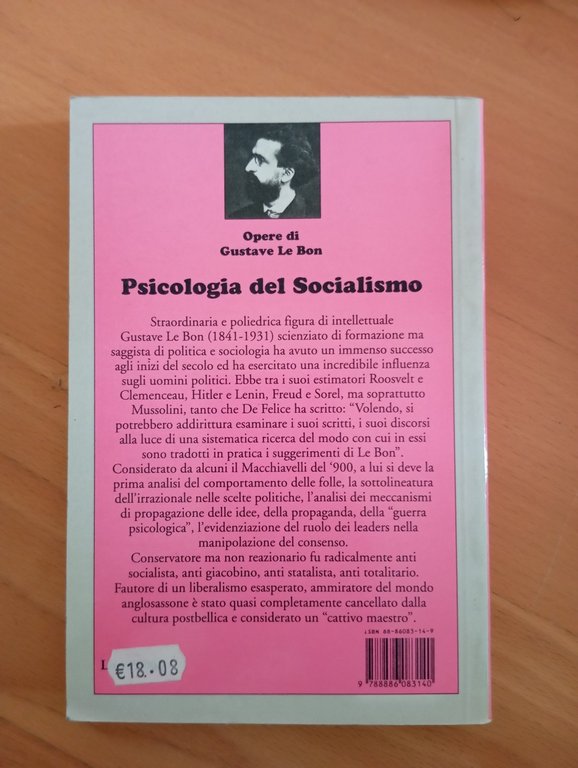 Opere di
Gustave Le Bon
Psicologia del Socialismo
Straordinaria e poliedrica figura di intellettuale
Gustave Le Bon (1841-1931) scienziato di formazione ma
saggista di politica e sociologia ha avuto un immenso successo
agli inizi del secolo ed ha esercitato una incredibile influenza
sugli uomini politici. Ebbe tra i suoi estimatori Roosvelt e
Clemenceau, Hitler e Lenin, Freud e Sorel, ma soprattutto
Mussolini, tanto che De Felice ha scritto: “Volendo, si
potrebbero addirittura esaminare i suoi scritti, i suoi discorsi
alla luce di una sistematica ricerca del modo con cui in essi
sono tradotti in pratica i suggerimenti di Le Bon”.
Considerato da alcuni il Macchiavelli del ‘900, a lui si deve la
prima analisi del comportamento delle folle, la sottolineatura
dell’irrazionale nelle scelte politiche, l’analisi dei meccanismi
di propagazione delle idee, della propaganda, della “guerra
psicologica”, l’evidenziazione del ruolo dei leaders nella
manipolazione del consenso.
Conservatore ma non reazionario fu radicalmente anti
socialista, anti giacobino, anti statalista, anti totalitario.
Fautore di un liberalismo esasperato, ammiratore del mondo
anglosassone è stato quasi completamente cancellato dalla
cultura postbellica e considerato un “cattivo maestro”.
ISBN 88-86083-14-9
L
€18.08
9 788886 083140